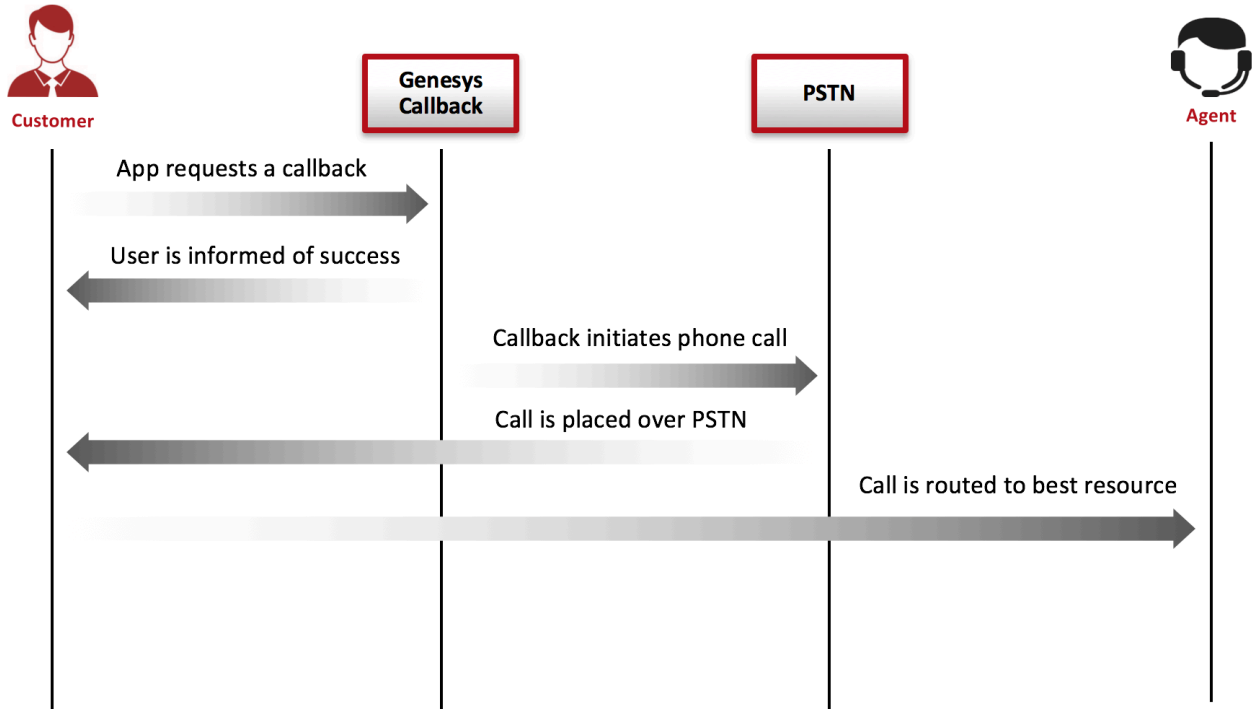 Customer
Genesys
Callback
PSTN
Agent
App requests a callback
User is informed of success
Callback initiates phone call
Call is placed over PSTN
Call is routed to best resource